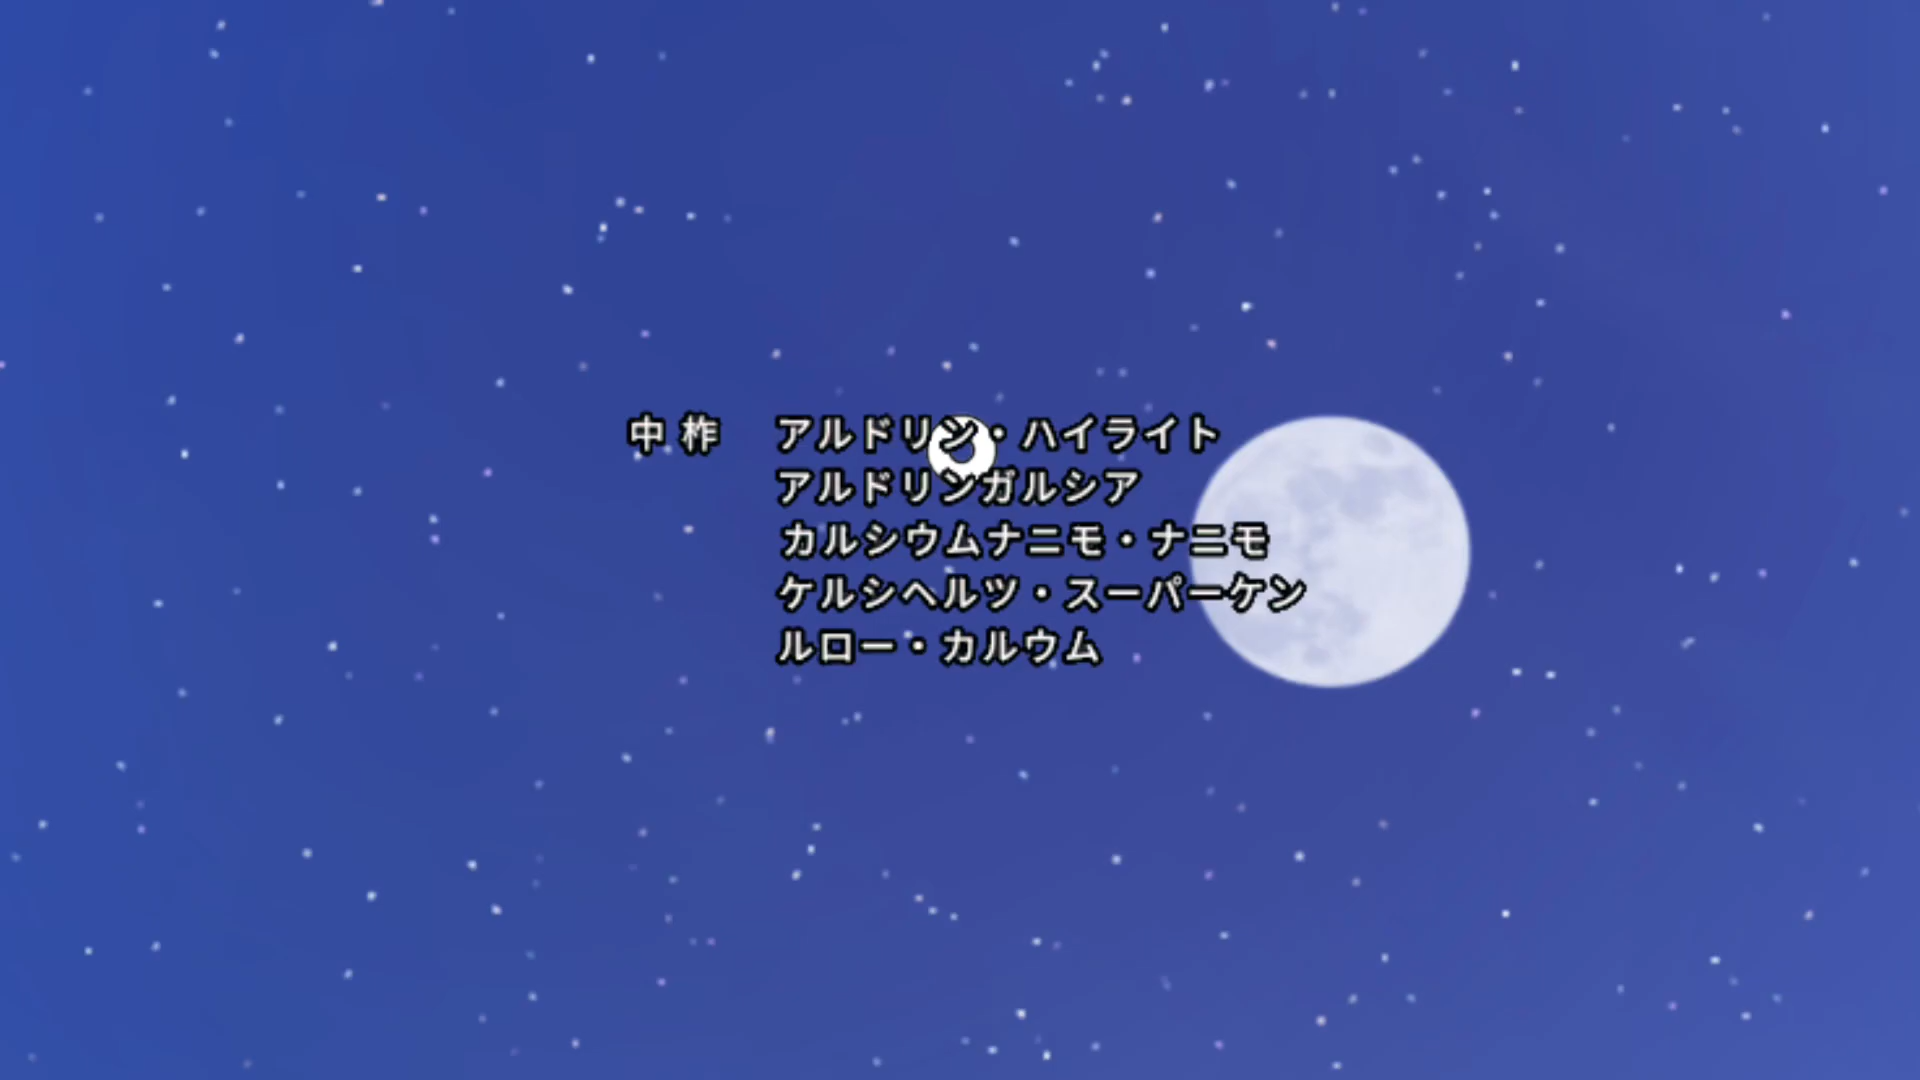 中 柞 アルドリン・ハイライト
アルドリンガルシア
カルシウムナニモ・ナニモ
ケルシヘルツ・スーパーケン
ルロー・カルウム